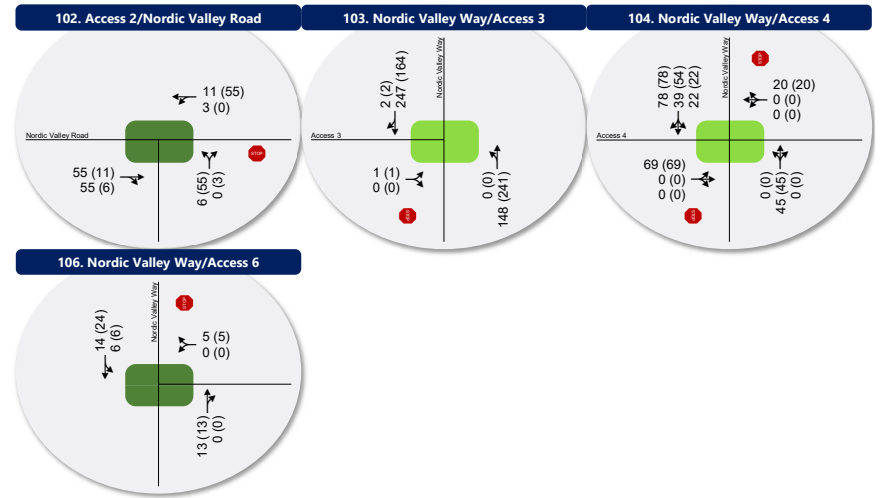 102. Access 2/Nordic Valley Road
11 (55)
3 (0)
Nordic Valley Road
STOP
55 (11)
55 (6)
6 (55)
0 (3)
103. Nordic Valley Way/Access 3
2 (2)
247 (164)
Nordic Valley Way
Access 3
1 (1)
0 (0)
0 (0)
148 (241)
STOP
104. Nordic Valley Way/Access 4
78 (78)
39 (54)
22 (22)
Nordic Valley Way
STOP
20 (20)
0 (0)
0 (0)
Access 4
69 (69)
0 (0)
0 (0)
0 (0)
45 (45)
0 (0)
STOP
106. Nordic Valley Way/Access 6
14 (24)
6 (6)
Nordic Valley Way
STOP
5 (5)
0 (0)
13 (13)
0 (0)